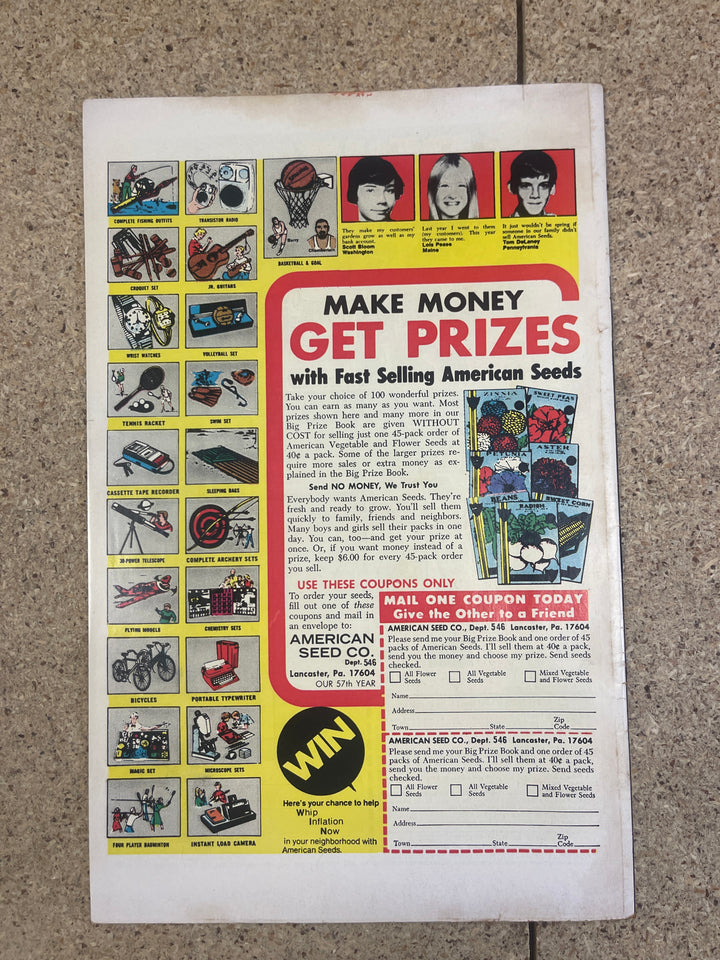 COMPLETE FISHING OUTFITS
TRANSISTOR RADIO
Barry
Chamberlain
BASKETBALL & GOAL
They make my customers'
gardens grow as well as my
bank account.
Scott Bloom
Washington
Last year I went to them
(my customers). This year
they came to me.
Lois Pease
Maine
It just wouldn't be spring if
someone in our family didn't
sell American Seeds.
Tom DeLaney
Pennsylvania
CROQUET SET
JR. GUITARS
WRIST WATCHES
VOLLEYBALL SET
TENNIS RACKET
SWIM SET
CASSETTE TAPE RECORDER
SLEEPING BAGS
30-POWER TELESCOPE
COMPLETE ARCHERY SETS
FLYING MODELS
CHEMISTRY SETS
BICYCLES
PORTABLE TYPEWRITER
MAGIC SET
MICROSCOPE SETS
FOUR PLAYER BADMINTON
INSTANT LOAD CAMERA
MAKE MONEY
GET PRIZES
with Fast Selling American Seeds
Take your choice of 100 wonderful prizes.
You can earn as many as you want. Most
prizes shown here and many more in our
Big Prize Book are given WITHOUT
COST for selling just one 45-pack order of
American Vegetable and Flower Seeds at
40¢ a pack. Some of the larger prizes re-
quire more sales or extra money as ex-
plained in the Big Prize Book.
Send NO MONEY, We Trust You
Everybody wants American Seeds. They're
fresh and ready to grow. You'll sell them
quickly to family, friends and neighbors.
Many boys and girls sell their packs in one
day. You can, too—and get your prize at
once. Or, if you want money instead of a
prize, keep $6.00 for every 45-pack order
you sell.
ZINNIA
SWEET PEAS
PETUNIA
ASTER
BEANS
RADISH
SWEET CORN
USE THESE COUPONS ONLY
To order your seeds,
fill out one of these
coupons and mail in
an envelope to:
AMERICAN
SEED CO.
Dept. 546
Lancaster, Pa. 17604
OUR 57th YEAR
WIN
Here's your chance to help
Whip
Inflation
Now
in your neighborhood with
American Seeds.
MAIL ONE COUPON TODAY
Give the Other to a Friend
AMERICAN SEED CO., Dept. 546 Lancaster, Pa. 17604
Please send me your Big Prize Book and one order of 45
packs of American Seeds. I'll sell them at 40¢ a pack,
send you the money and choose my prize. Send seeds
checked.
All Flower Seeds
All Vegetable Seeds
Mixed Vegetable and Flower Seeds
Name
Address
Town State Zip Code
AMERICAN SEED CO., Dept. 546 Lancaster, Pa. 17604
Please send me your Big Prize Book and one order of 45
packs of American Seeds. I'll sell them at 40¢ a pack,
send you the money and choose my prize. Send seeds
checked.
All Flower Seeds
All Vegetable Seeds
Mixed Vegetable and Flower Seeds
Name
Address
Town State Zip Code